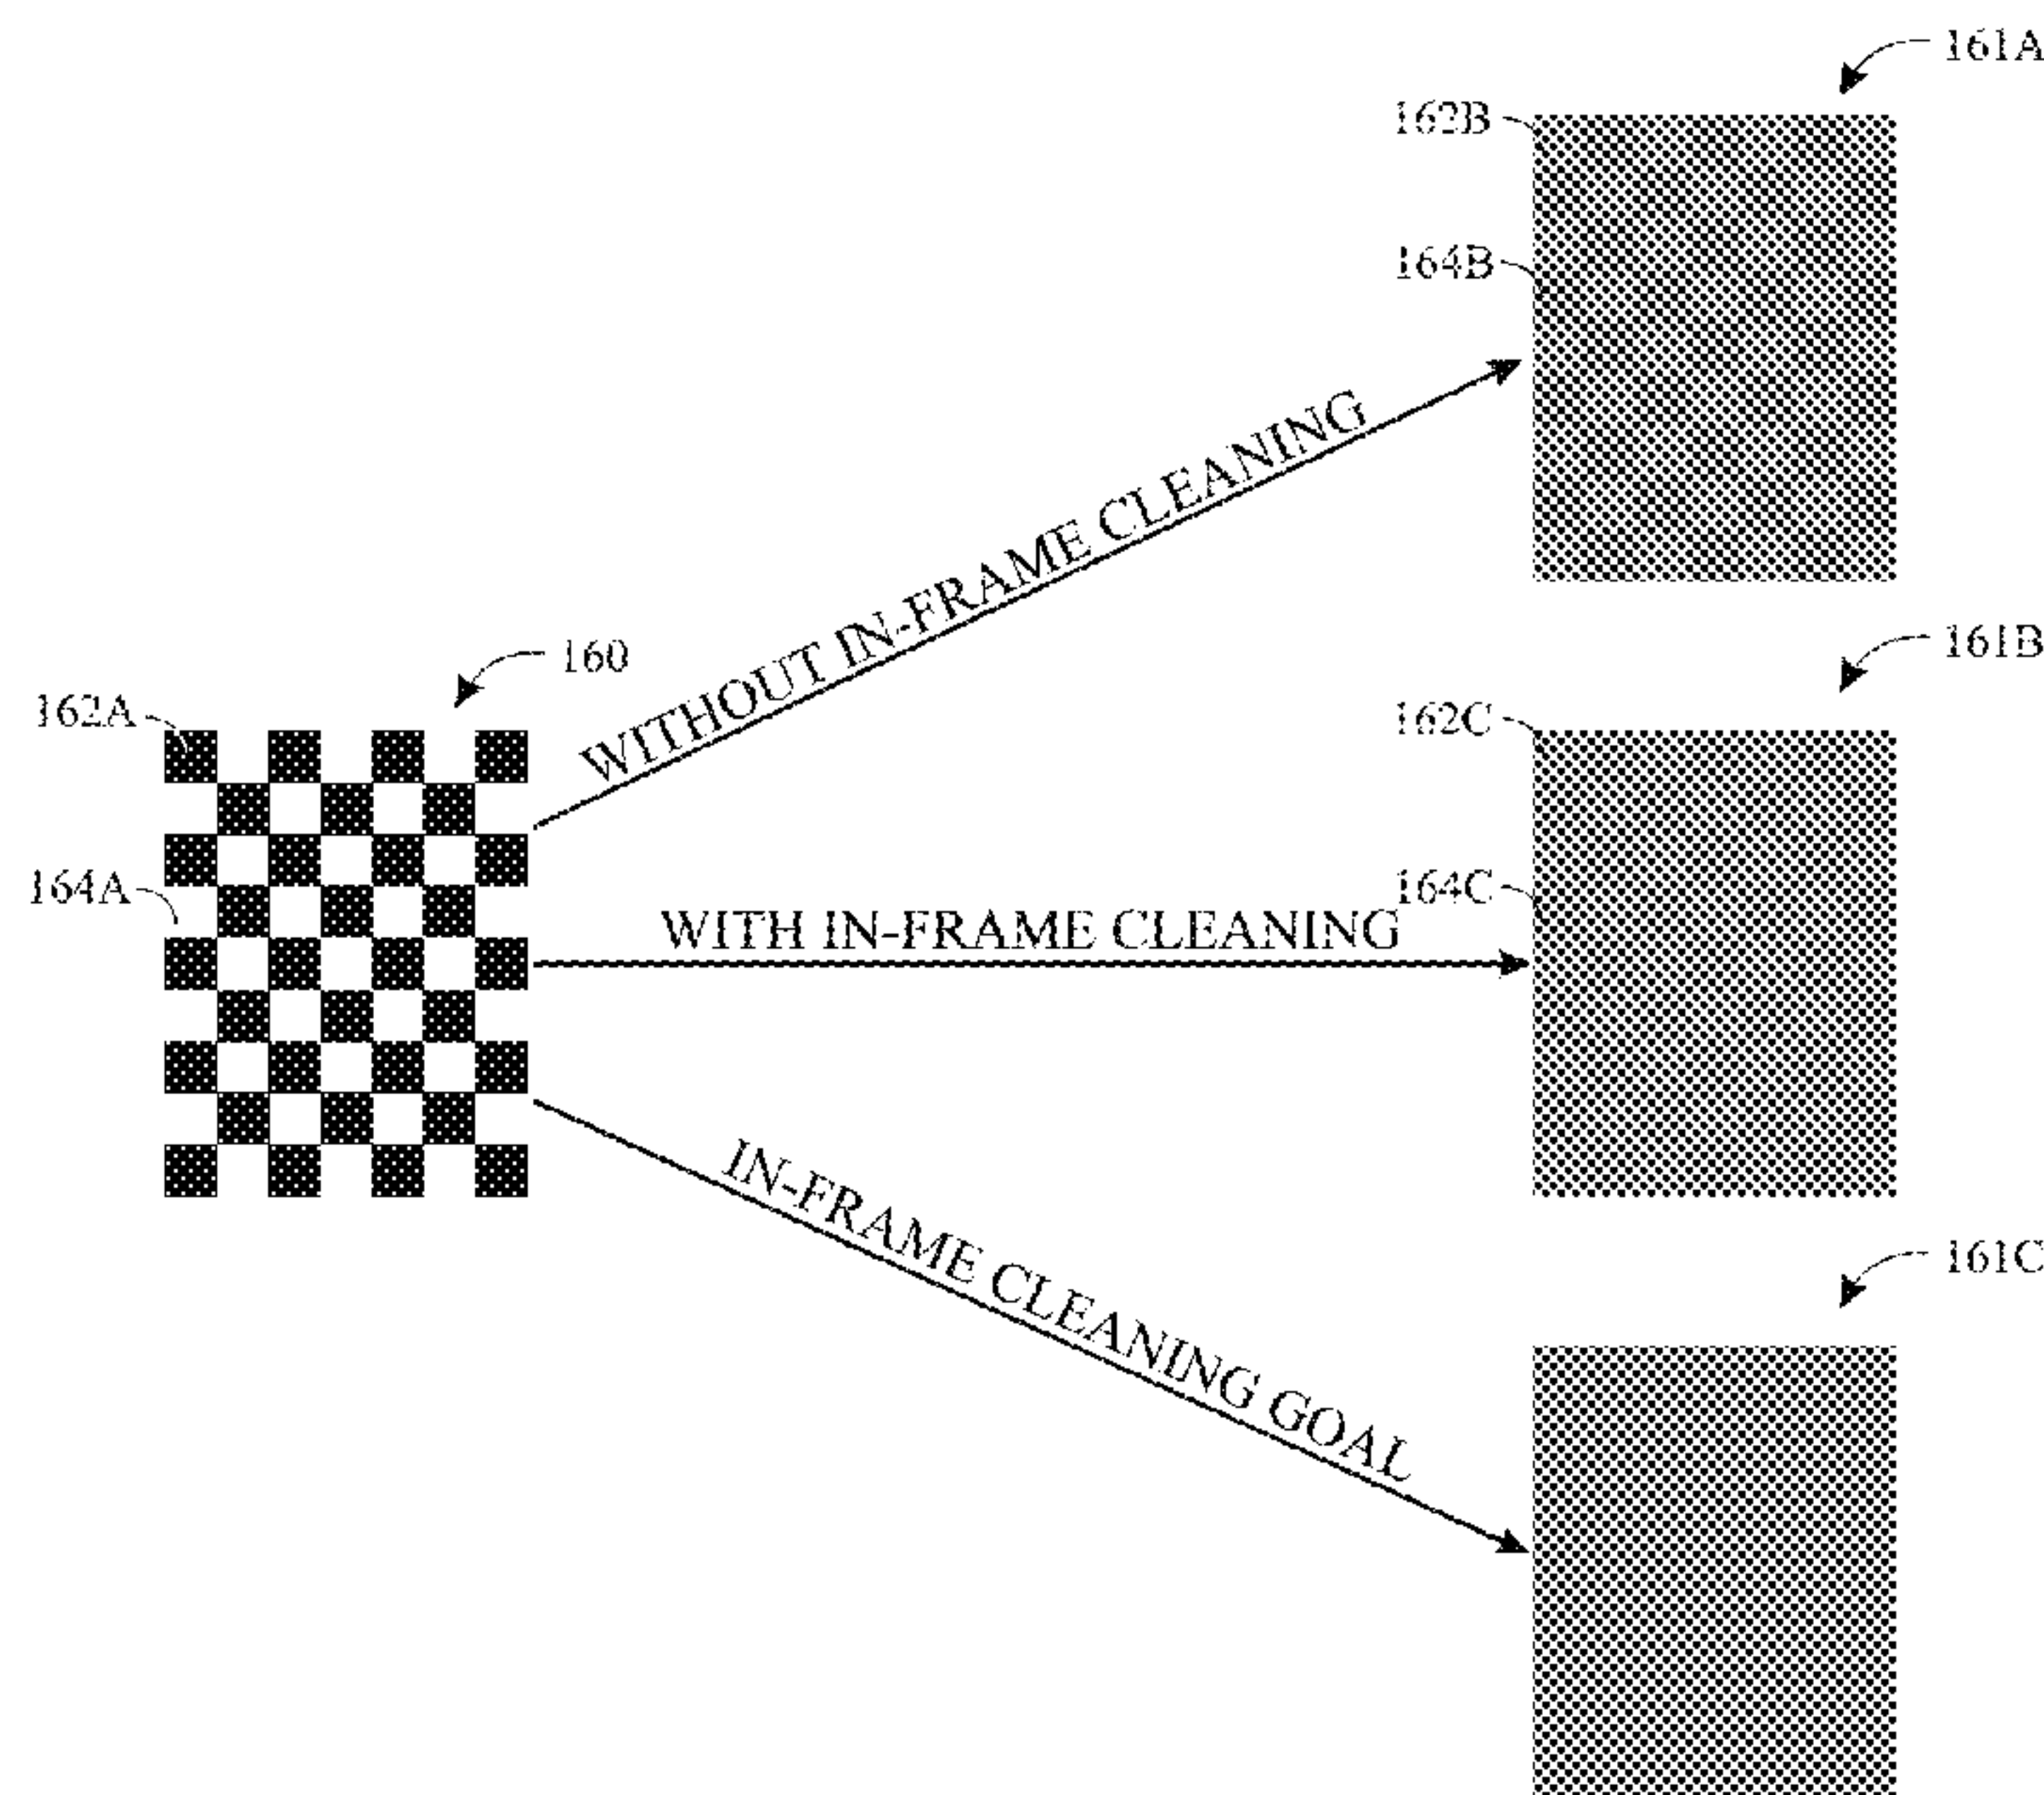 161A
162B
164B
WITHOUT IN-FRAME CLEANING
160
161B
162A
162C
164A
164C
WITH IN-FRAME CLEANING
IN-FRAME CLEANING GOAL
161C